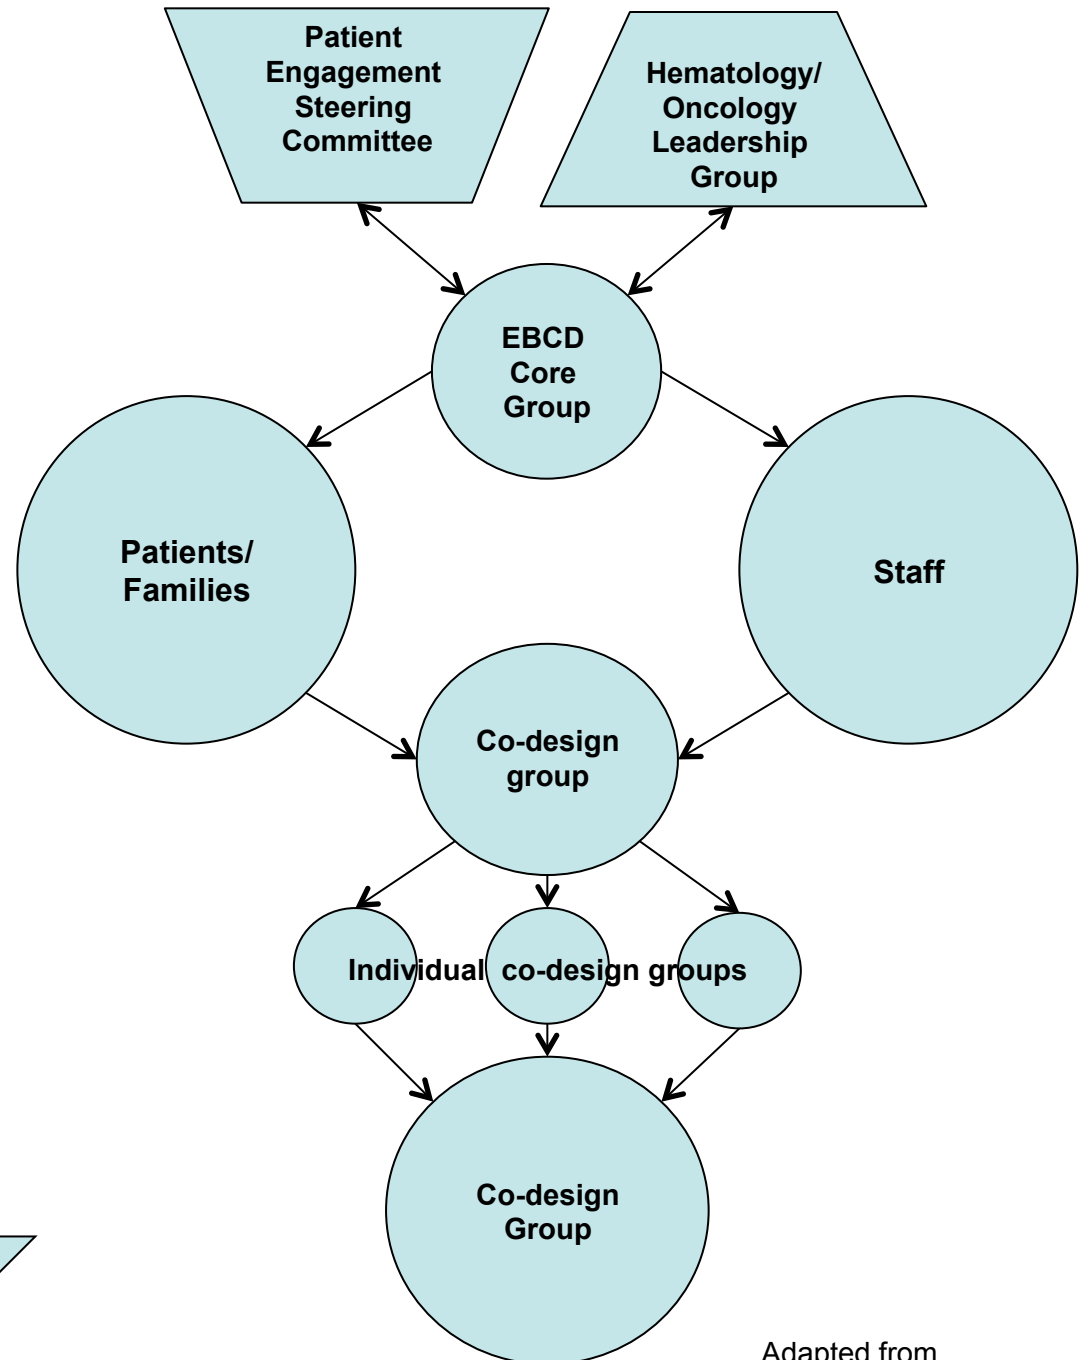 Patient
Engagement
Steering
Committee
Hematology/
Oncology
Leadership
Group
EBCD
Core
Group
Patients/
Families
Staff
Co-design
group
Individual co-design groups
Co-design
Group
Adapted from